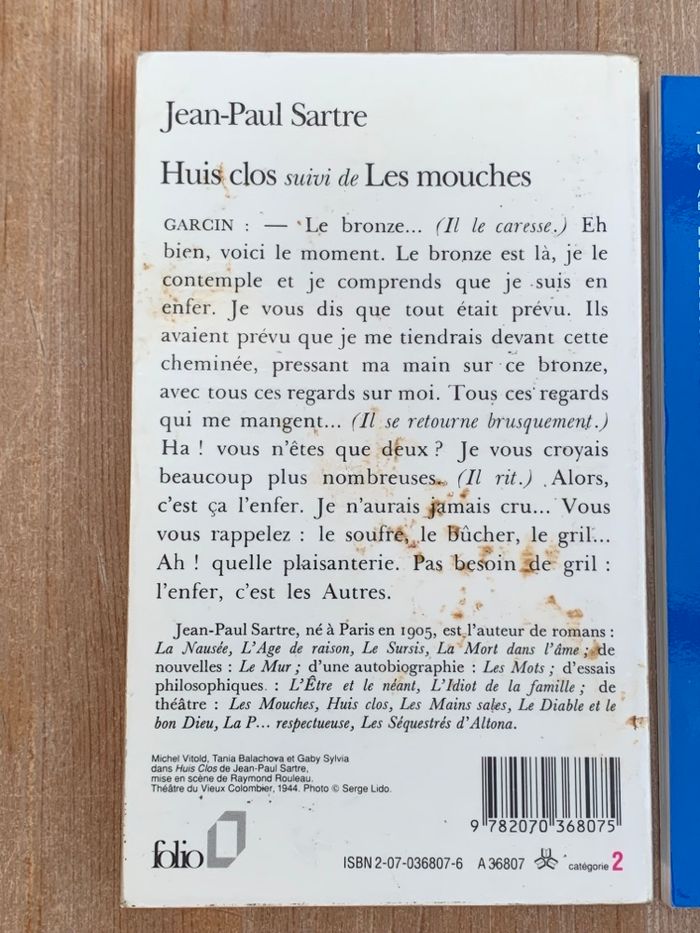 Jean-Paul Sartre
Huis clos suivi de Les mouches
GARCIN : — Le bronze... (Il le caresse.) Eh
bien, voici le moment. Le bronze est là, je le
contemple et je comprends que je suis en
enfer. Je vous dis que tout était prévu. Ils
avaient prévu que je me tiendrais devant cette
cheminée, pressant ma main sur ce bronze,
avec tous ces regards sur moi. Tous ces regards
qui me mangent... (Il se retourne brusquement.)
Ha ! vous n'êtes que deux ? Je vous croyais
beaucoup plus nombreuses. (Il rit.) Alors,
c'est ça l'enfer. Je n'aurais jamais cru... Vous
vous rappelez : le soufre, le bûcher, le gril...
Ah ! quelle plaisanterie. Pas besoin de gril :
l'enfer, c'est les Autres.
Jean-Paul Sartre, né à Paris en 1905, est l'auteur de romans :
La Nausée, L'Age de raison, Le Sursis, La Mort dans l'âme ; de
nouvelles : Le Mur ; d'une autobiographie : Les Mots ; d'essais
philosophiques : L'Être et le néant, L'Idiot de la famille ; de
théâtre : Les Mouches, Huis clos, Les Mains sales, Le Diable et le
bon Dieu, La P... respectueuse, Les Séquestrés d'Altona.
Michel Vitold, Tania Balachova et Gaby Sylvia
dans Huis Clos de Jean-Paul Sartre,
mise en scène de Raymond Rouleau.
Théâtre du Vieux Colombier, 1944. Photo © Serge Lido.
9 782070 368075
folio
ISBN 2-07-036807-6 A 36807 catégorie 2